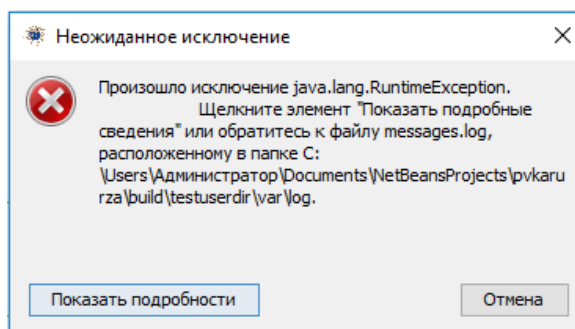 Неожиданное исключение
Произошло исключение java.lang.RuntimeException.
Щелкните элемент "Показать подробные
сведения" или обратитесь к файлу messages.log,
расположенному в папке C:
\Users\Администратор\Documents\NetBeansProjects\pvkaru
rza\build\testuserdir\var\log.
Показать подробности Отмена